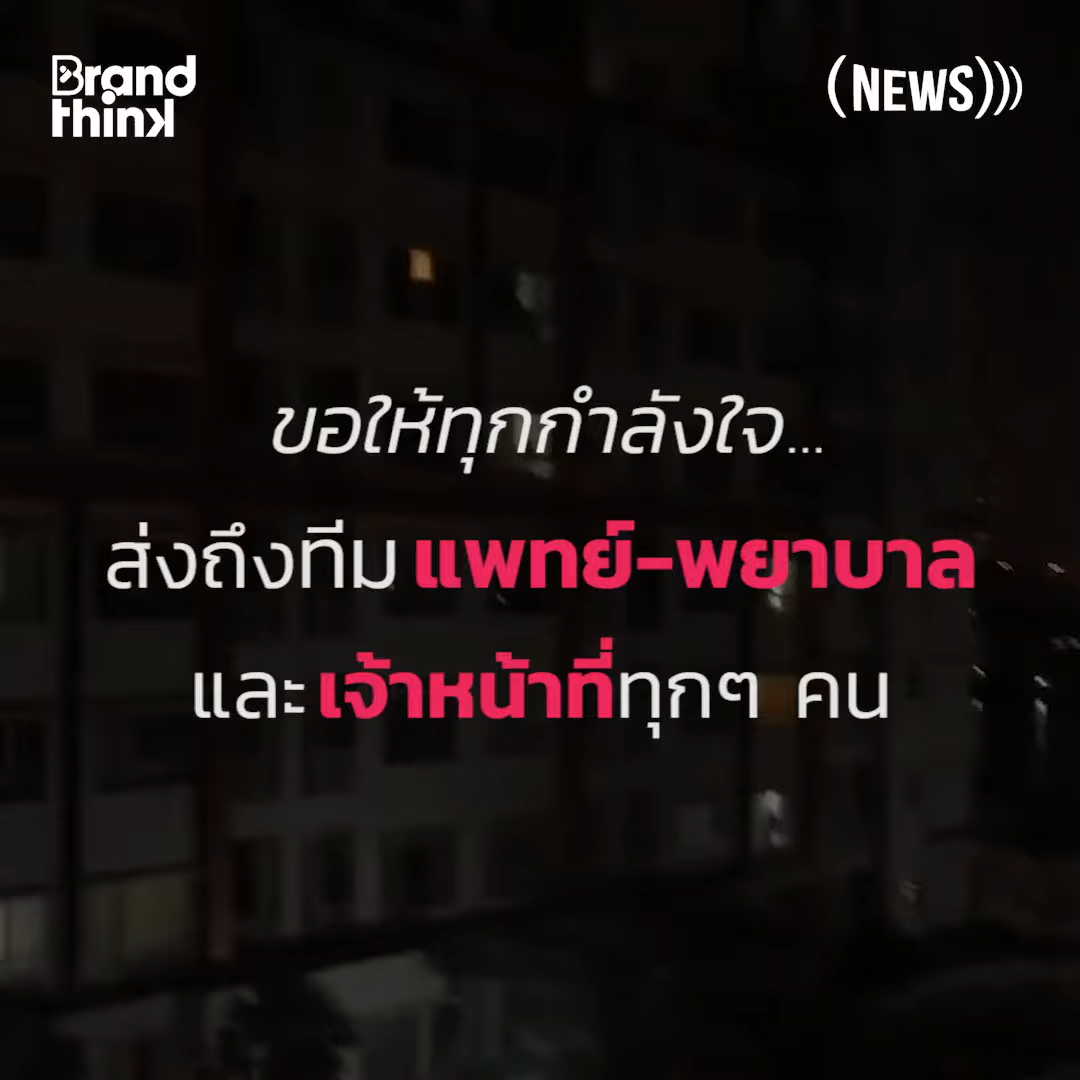 Brand
think
(NEWS)))
ขอให้ทุกกำลังใจ...
ส่งถึงทีม แพทย์-พยาบาล
และ เจ้าหน้าที่ทุกๆ คน